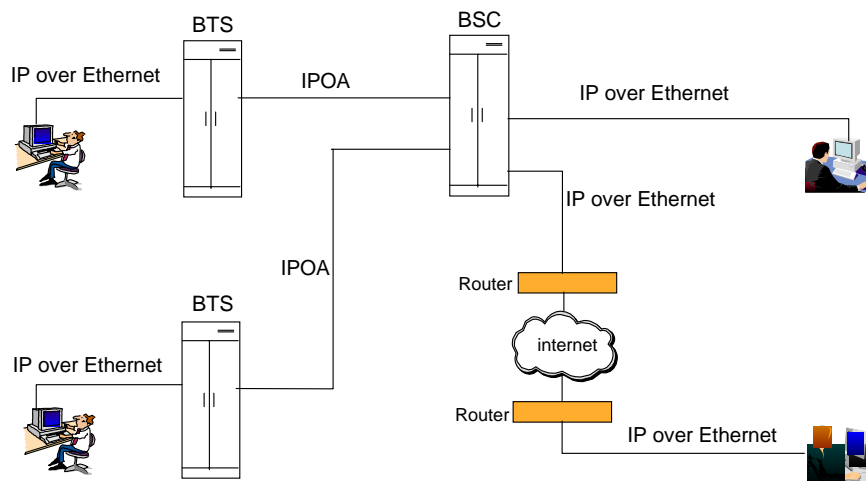 BTS
BSC
IP over Ethernet
IPOA
IP over Ethernet
IP over Ethernet
IPOA
Router
BTS
internet
IP over Ethernet
Router
IP over Ethernet